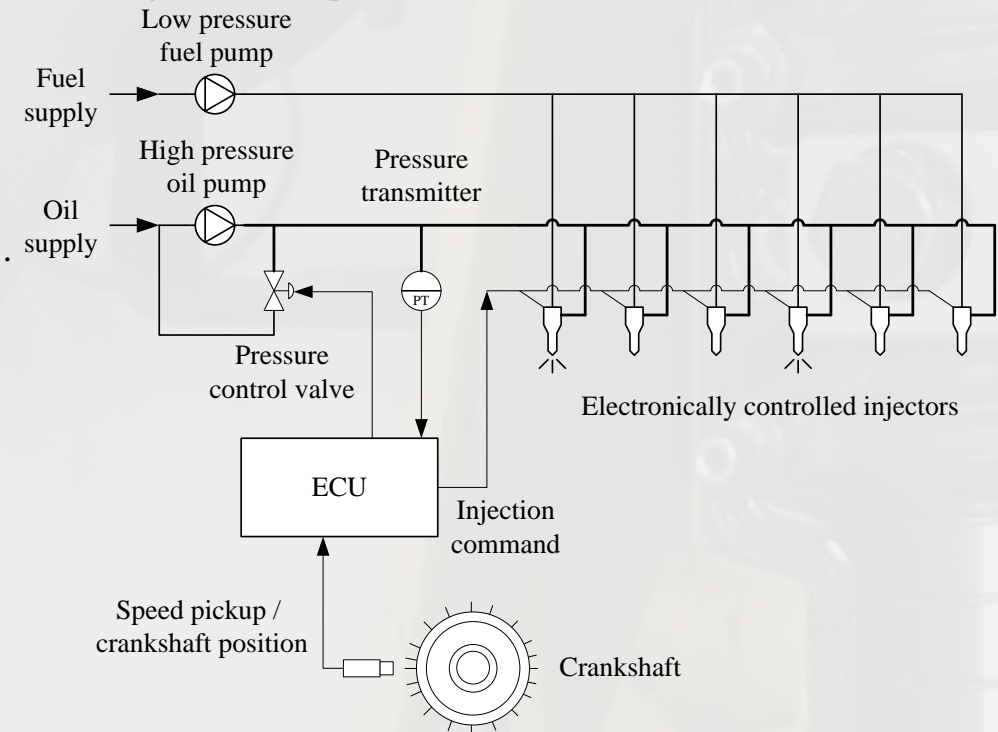 Low pressure
fuel pump
Fuel
supply
High pressure
oil pump
Pressure
transmitter
Oil
supply
.
PT
Pressure
control valve
Electronically controlled injectors
ECU
Injection
command
Speed pickup /
crankshaft position
Crankshaft